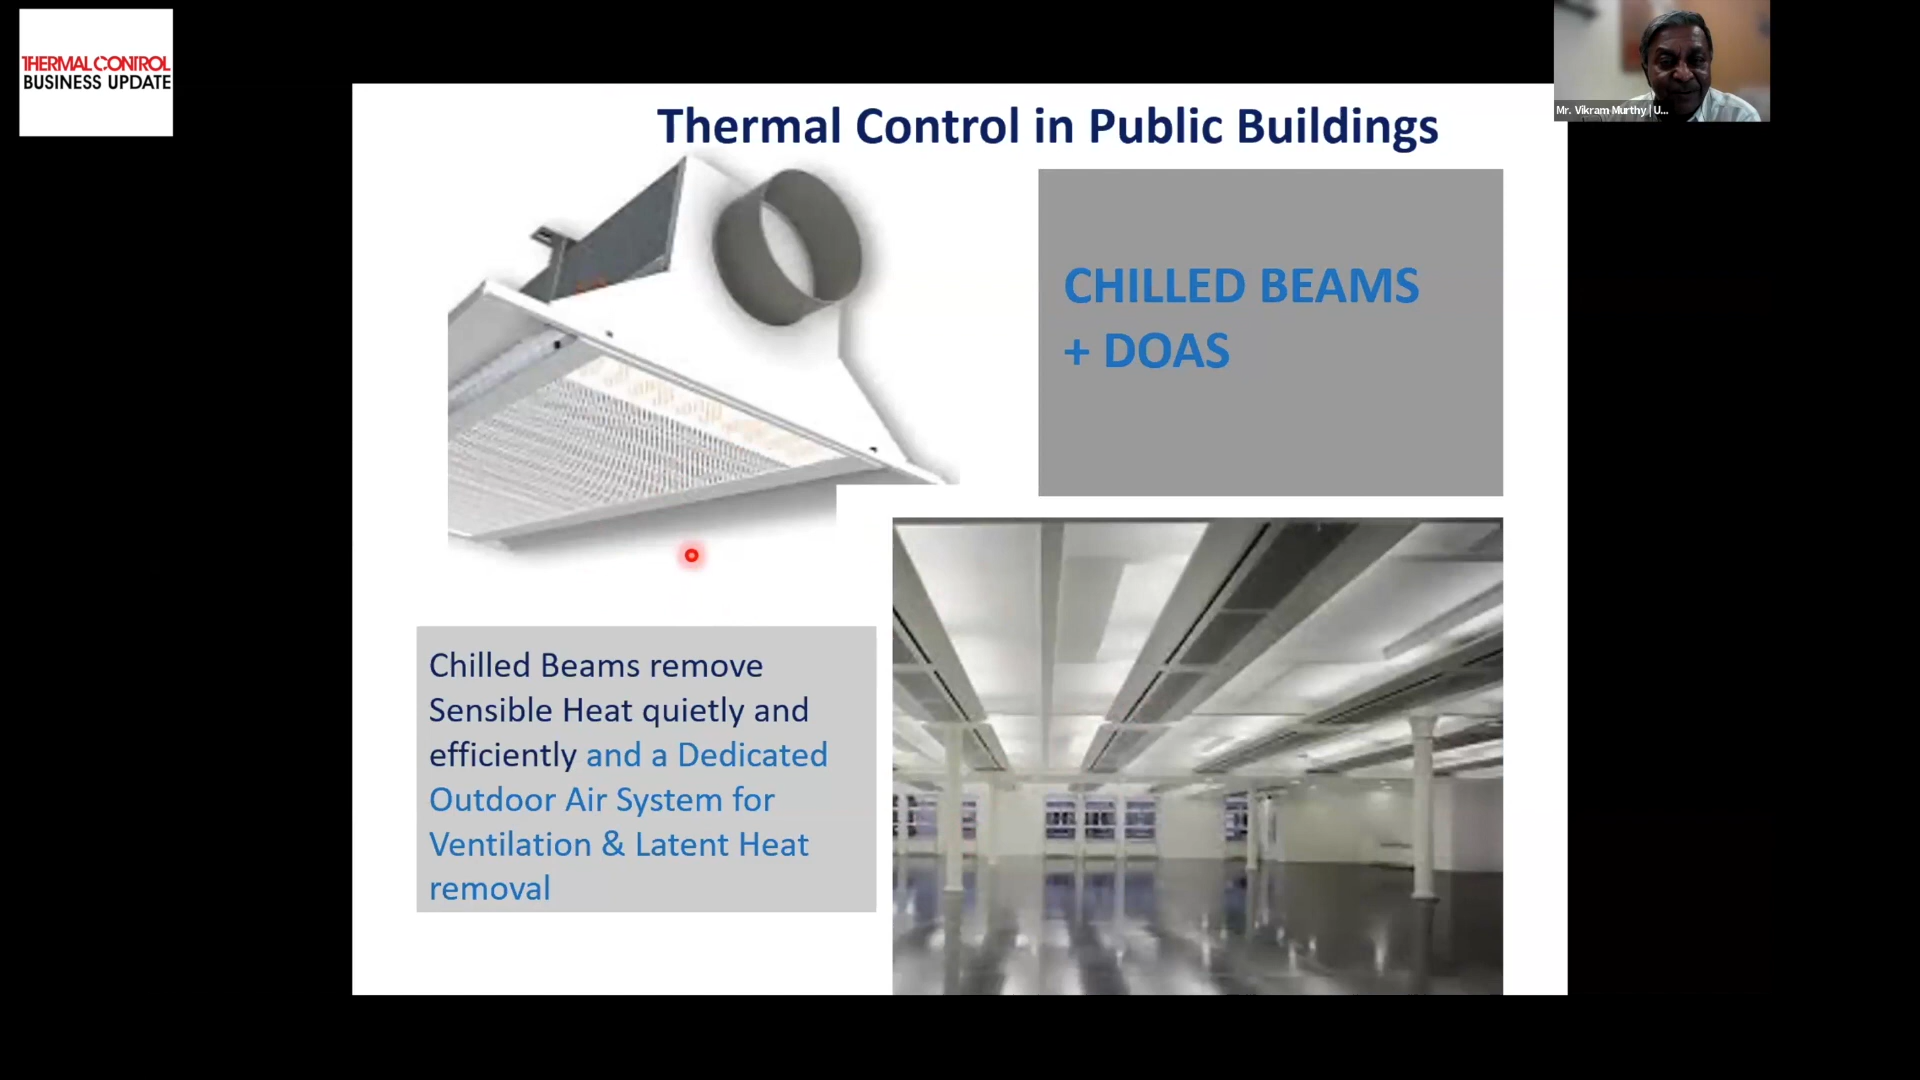 THERMAL CONTROL
BUSINESS UPDATE
Mr. Vikram Murthy | U...
Thermal Control in Public Buildings
CHILLED BEAMS
+ DOAS
Chilled Beams remove
Sensible Heat quietly and
efficiently and a Dedicated
Outdoor Air System for
Ventilation & Latent Heat
removal